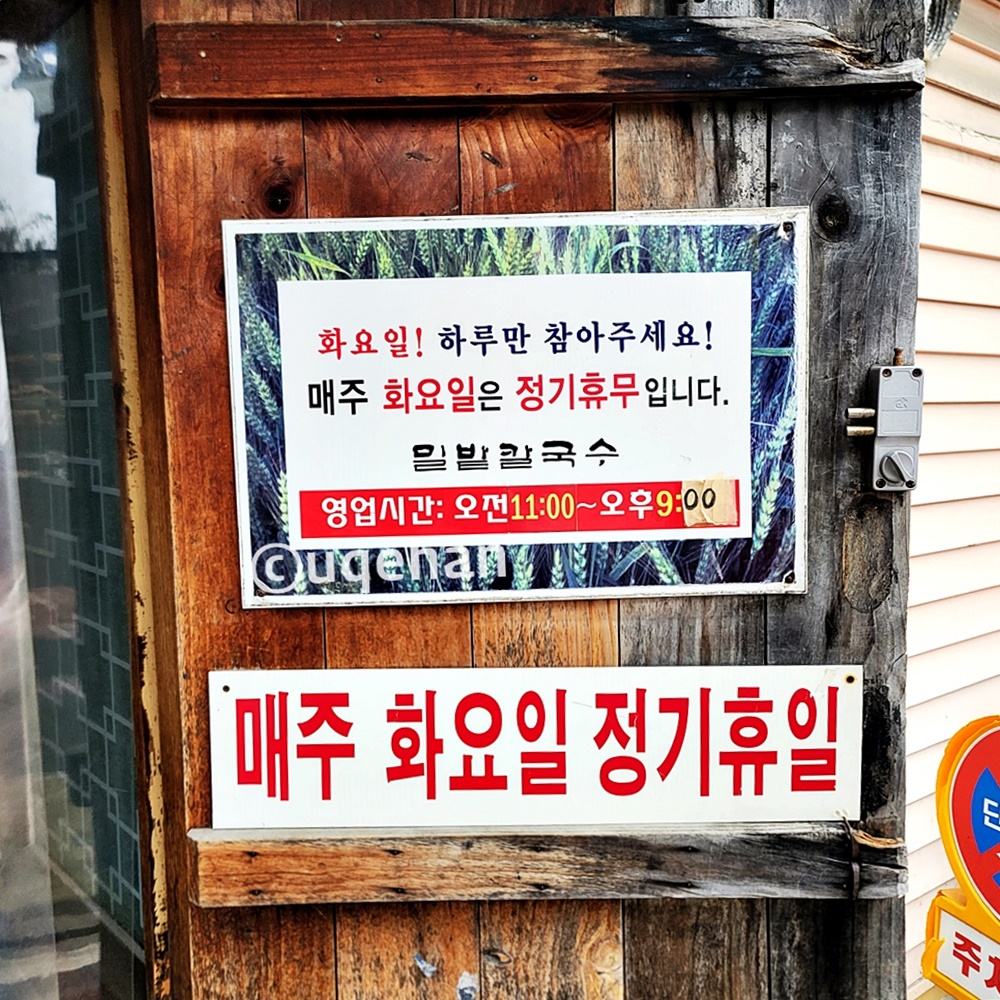 화요일! 하루만 참아주세요!
매주 화요일은 정기휴무입니다.
밀밭칼국수
영업시간: 오전11:00~오후9:00
©uqehan
매주 화요일 정기휴일